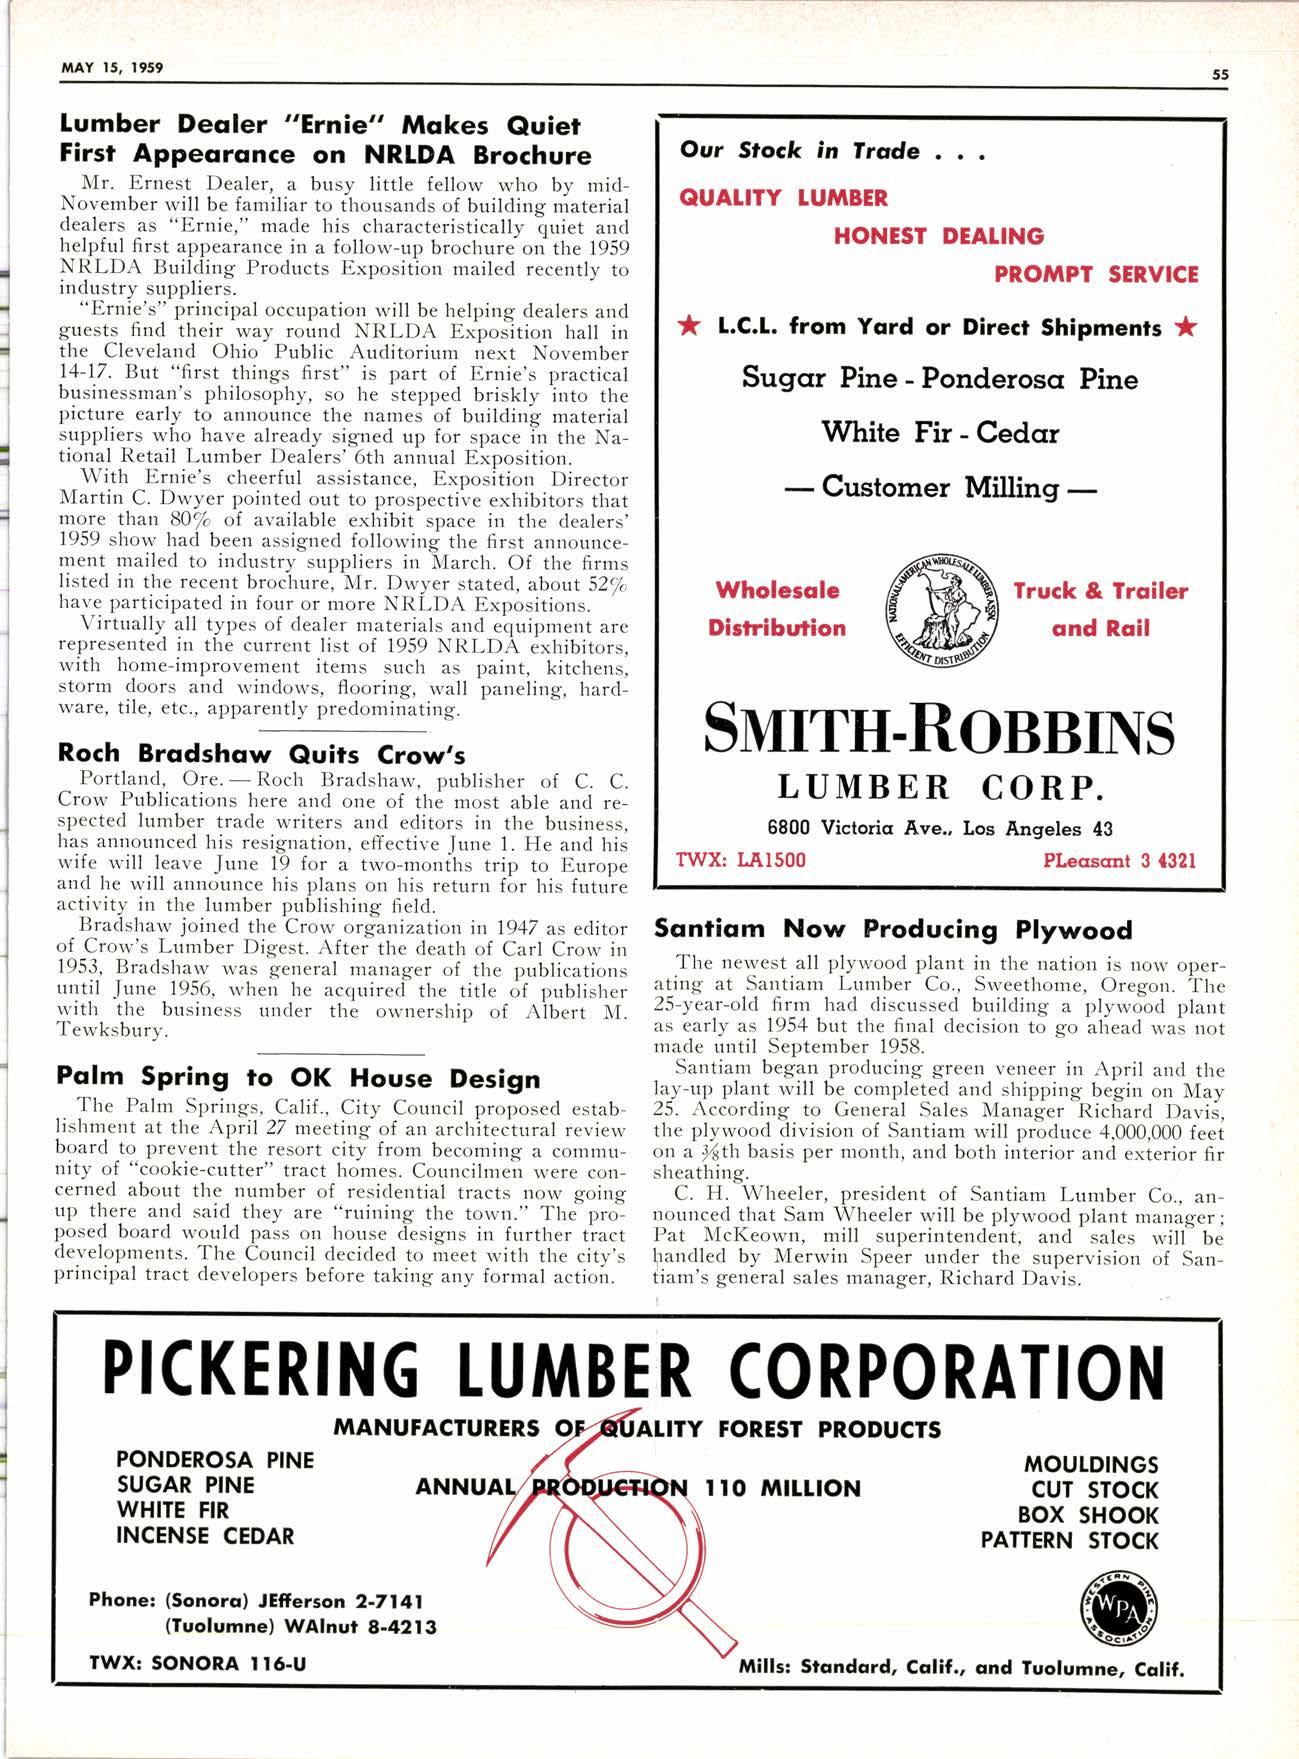 MAY 15, 1959
55
Lumber Dealer "Ernie" Makes Quiet
First Appearance on NRLDA Brochure
Mr. Ernest Dealer, a busy little fellow who by mid-
November will be familiar to thousands of building material
dealers as "Ernie," made his characteristically quiet and
helpful first appearance in a follow-up brochure on the 1959
NRLDA Building Products Exposition mailed recently to
industry suppliers.
"Ernie's" principal occupation will be helping dealers and
guests find their way round NRLDA Exposition hall in
the Cleveland Ohio Public Auditorium next November
14-17. But "first things first" is part of Ernie's practical
businessman's philosophy, so he stepped briskly into the
picture early to announce the names of building material
suppliers who have already signed up for space in the Na-
tional Retail Lumber Dealers' 6th annual Exposition.
With Ernie's cheerful assistance, Exposition Director
Martin C. Dwyer pointed out to prospective exhibitors that
more than 80% of available exhibit space in the dealers'
1959 show had been assigned following the first announce-
ment mailed to industry suppliers in March. Of the firms
listed in the recent brochure, Mr. Dwyer stated, about 52%
have participated in four or more NRLDA Expositions.
Virtually all types of dealer materials and equipment are
represented in the current list of 1959 NRLDA exhibitors,
with home-improvement items such as paint, kitchens,
storm doors and windows, flooring, wall paneling, hard-
ware, tile, etc., apparently predominating.
Roch Bradshaw Quits Crow's
Portland, Ore. — Roch Bradshaw, publisher of C. C.
Crow Publications here and one of the most able and re-
spected lumber trade writers and editors in the business,
has announced his resignation, effective June 1. He and his
wife will leave June 19 for a two-months trip to Europe
and he will announce his plans on his return for his future
activity in the lumber publishing field.
Bradshaw joined the Crow organization in 1947 as editor
of Crow's Lumber Digest. After the death of Carl Crow in
1953, Bradshaw was general manager of the publications
until June 1956, when he acquired the title of publisher
with the business under the ownership of Albert M.
Tewksbury.
Palm Spring to OK House Design
The Palm Springs, Calif., City Council proposed estab-
lishment at the April 27 meeting of an architectural review
board to prevent the resort city from becoming a commu-
nity of "cookie-cutter" tract homes. Councilmen were con-
cerned about the number of residential tracts now going
up there and said they are "ruining the town." The pro-
posed board would pass on house designs in further tract
developments. The Council decided to meet with the city's
principal tract developers before taking any formal action.
Our Stock in Trade . . .
QUALITY LUMBER
HONEST DEALING
PROMPT SERVICE
★ L.C.L. from Yard or Direct Shipments ★
Sugar Pine - Ponderosa Pine
White Fir - Cedar
— Customer Milling —
Wholesale
Distribution
NATIONAL-AMERICAN WHOLESALE LUMBER ASSN.
EFFICIENT DISTRIBUTION
Truck & Trailer
and Rail
SMITH-ROBBINS
LUMBER CORP.
6800 Victoria Ave., Los Angeles 43
TWX: LA1500
PLeasant 3 4321
Santiam Now Producing Plywood
The newest all plywood plant in the nation is now oper-
ating at Santiam Lumber Co., Sweethome, Oregon. The
25-year-old firm had discussed building a plywood plant
as early as 1954 but the final decision to go ahead was not
made until September 1958.
Santiam began producing green veneer in April and the
lay-up plant will be completed and shipping begin on May
25. According to General Sales Manager Richard Davis,
the plywood division of Santiam will produce 4,000,000 feet
on a ⅜th basis per month, and both interior and exterior fir
sheathing.
C. H. Wheeler, president of Santiam Lumber Co., an-
nounced that Sam Wheeler will be plywood plant manager;
Pat McKeown, mill superintendent, and sales will be
handled by Merwin Speer under the supervision of San-
tiam's general sales manager, Richard Davis.
PICKERING LUMBER CORPORATION
MANUFACTURERS OF QUALITY FOREST PRODUCTS
PONDEROSA PINE
SUGAR PINE
WHITE FIR
INCENSE CEDAR
ANNUAL PRODUCTION 110 MILLION
MOULDINGS
CUT STOCK
BOX SHOOK
PATTERN STOCK
Phone: (Sonora) JEfferson 2-7141
(Tuolumne) WAlnut 8-4213
TWX: SONORA 116-U
WESTERN PINE
WPA
ASSOCIATION
Mills: Standard, Calif., and Tuolumne, Calif.